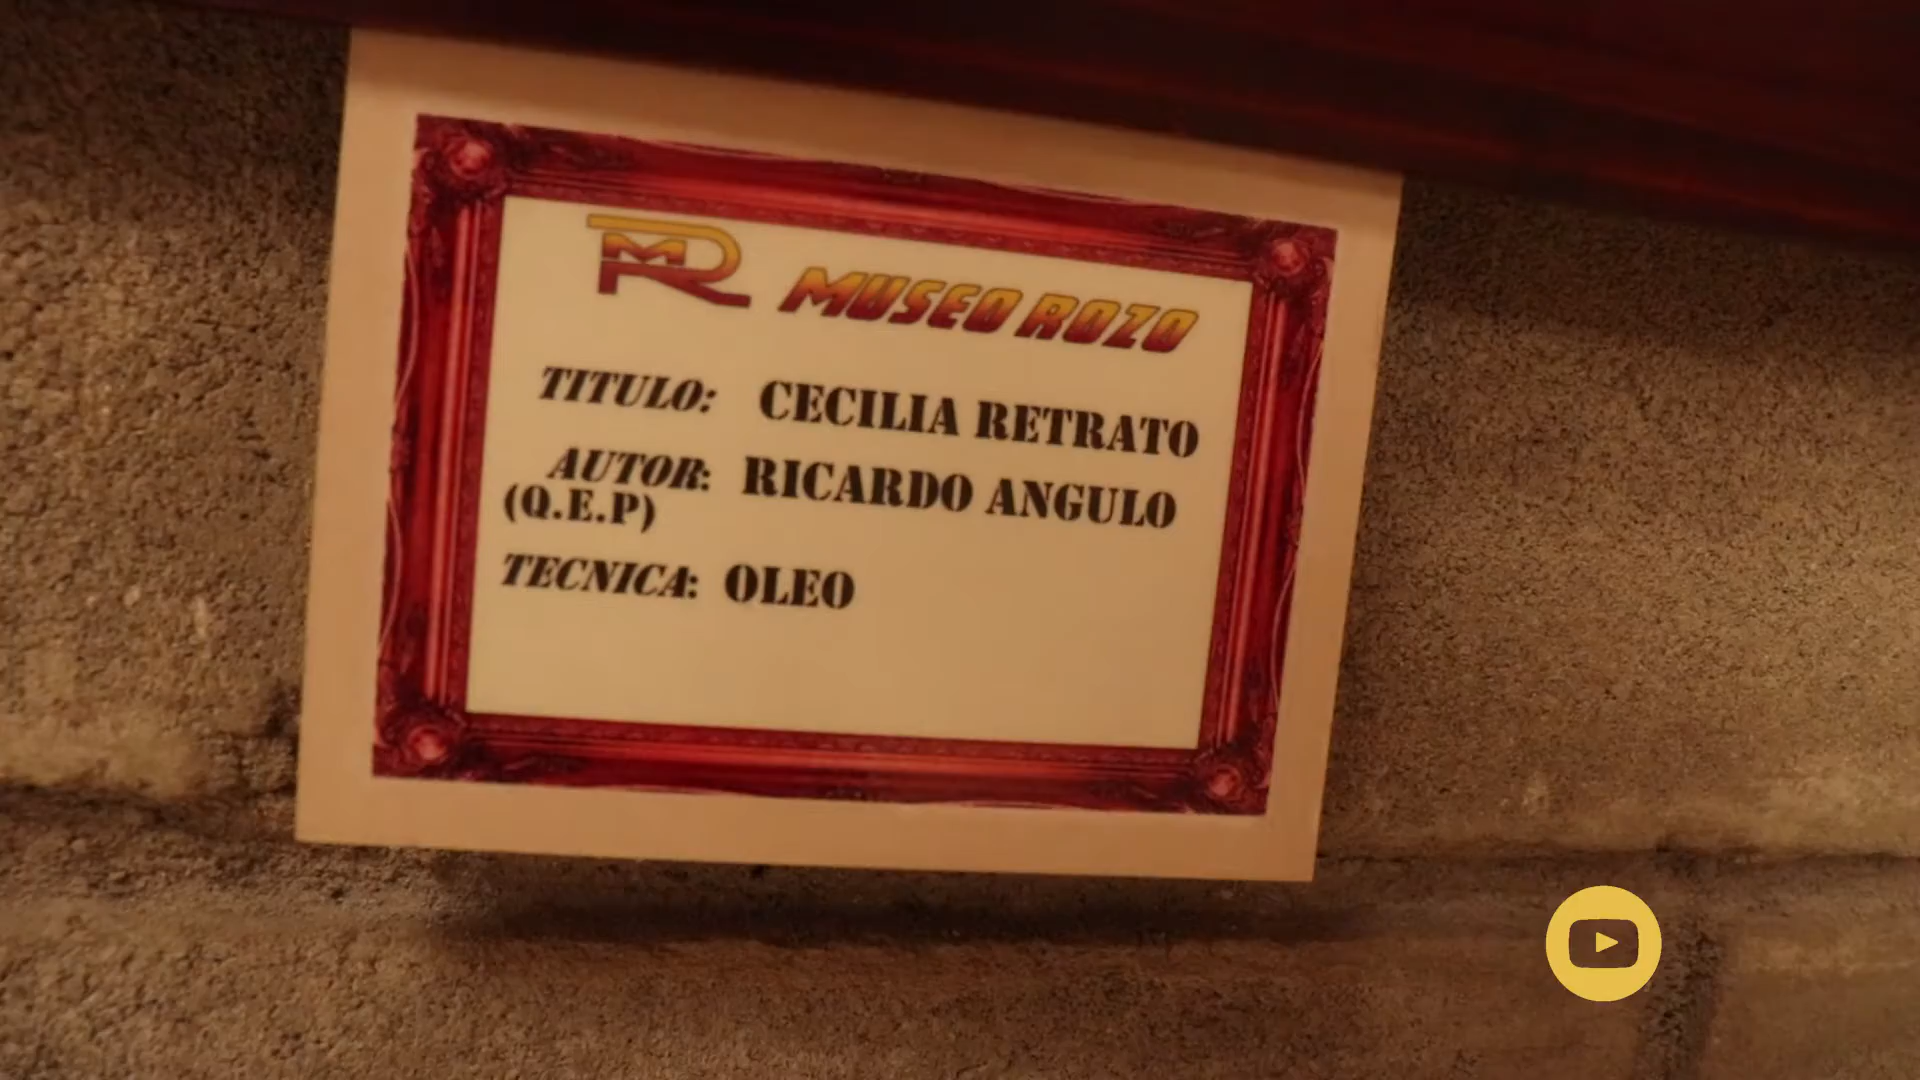 MR MUSEO ROZO
TITULO: CECILIA RETRATO
AUTOR: RICARDO ANGULO
(Q.E.P)
TECNICA: OLEO